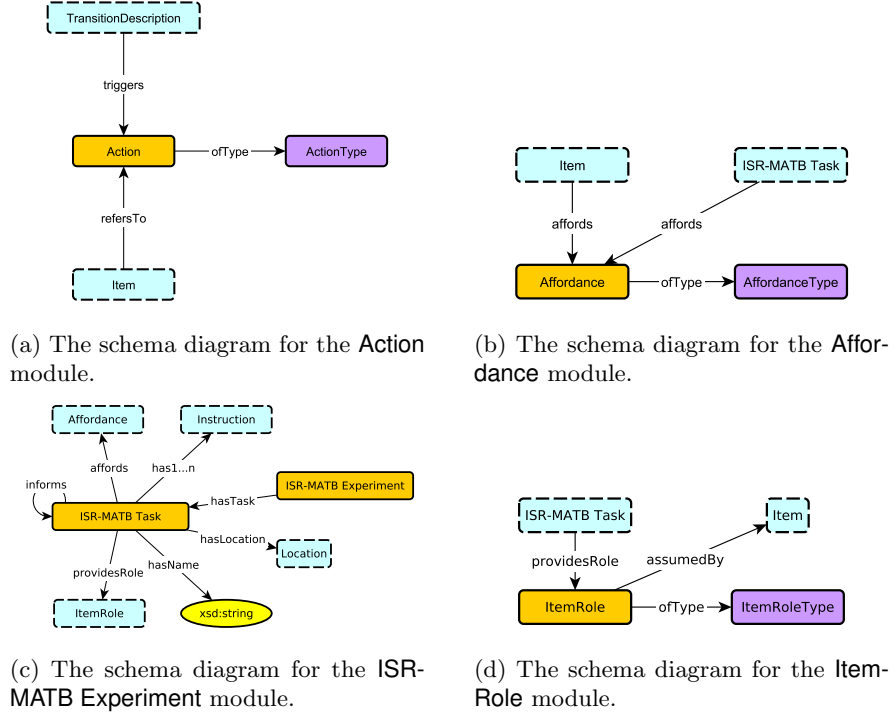 TransitionDescription
triggers
Action
ofType
ActionType
refersTo
Item
(a) The schema diagram for the Action
module.
Item
ISR-MATB Task
affords
affords
Affordance
ofType
AffordanceType
(b) The schema diagram for the Affor-
dance module.
Affordance
Instruction
affords
has1...n
informs
ISR-MATB Experiment
hasTask
ISR-MATB Task
hasLocation
Location
providesRole
hasName
ItemRole
xsd:string
(c) The schema diagram for the ISR-
MATB Experiment module.
ISR-MATB Task
Item
providesRole
assumedBy
ItemRole
ofType
ItemRoleType
(d) The schema diagram for the Item-
Role module.